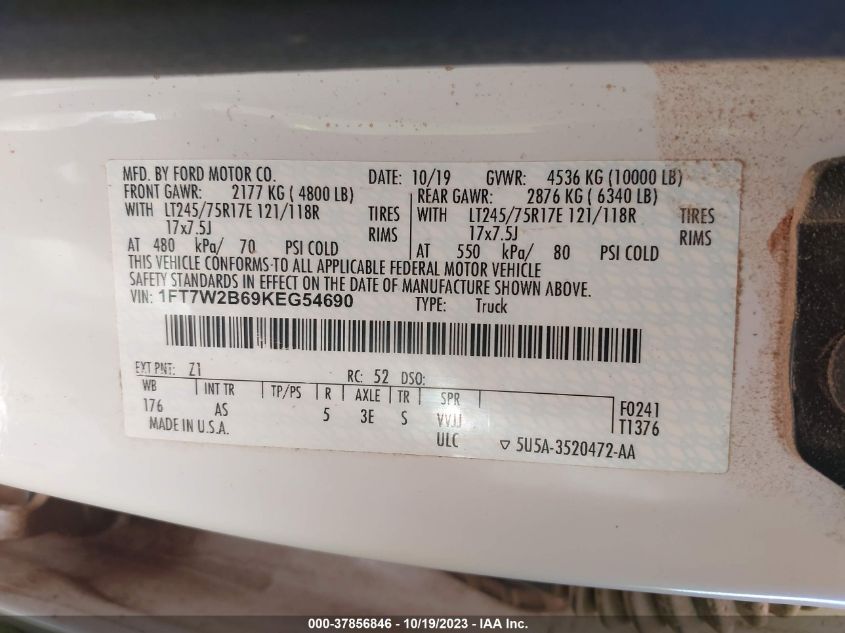 MFD. BY FORD MOTOR CO. DATE: 10/19 GVWR: 4536 KG (10000 LB)
FRONT GAWR: 2177 KG ( 4800 LB) REAR GAWR: 2876 KG ( 6340 LB)
WITH LT245/75R17E 121/118R TIRES WITH LT245/75R17E 121/118R TIRES
17x7.5J RIMS 17x7.5J RIMS
AT 480 kPa/ 70 PSI COLD AT 550 kPa/ 80 PSI COLD
THIS VEHICLE CONFORMS TO ALL APPLICABLE FEDERAL MOTOR VEHICLE
SAFETY STANDARDS IN EFFECT ON THE DATE OF MANUFACTURE SHOWN ABOVE.
VIN: 1FT7W2B69KEG54690 TYPE: Truck
EXT PNT: Z1 RC: 52 DSO:
WB INT TR TP/PS R AXLE TR SPR
176 AS 5 3E S VVJJ F0241
MADE IN U.S.A. ULC T1376
▽ 5U5A-3520472-AA
000-37856846 - 10/19/2023 - IAA Inc.